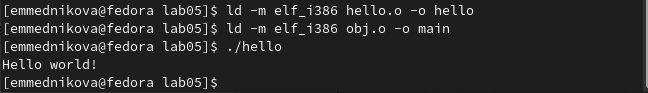 [emmednikova@fedora lab05]$ ld -m elf_i386 hello.o -o hello
[emmednikova@fedora lab05]$ ld -m elf_i386 obj.o -o main
[emmednikova@fedora lab05]$ ./hello
Hello world!
[emmednikova@fedora lab05]$